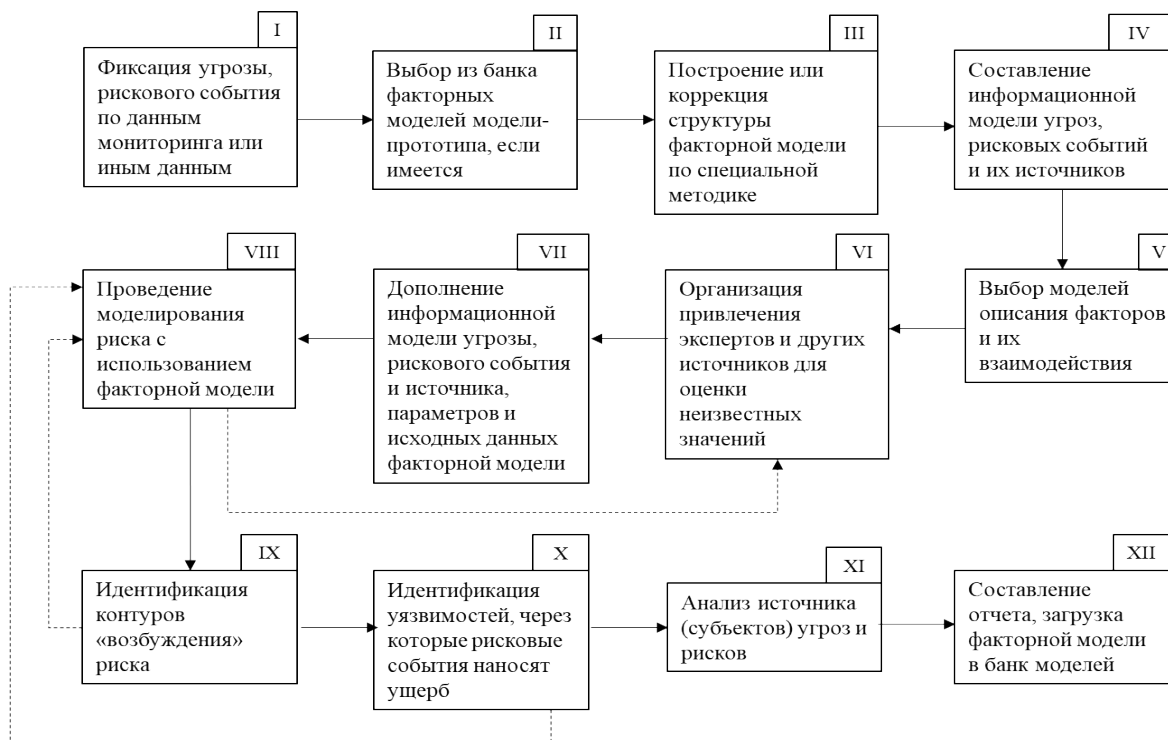 I
Фиксация угрозы,
рискового события
по данным
мониторинга или
иным данным
II
Выбор из банка
факторных
моделей модели-
прототипа, если
имеется
III
Построение или
коррекция
структуры
факторной модели
по специальной
методике
IV
Составление
информационной
модели угроз,
рисковых событий
и их источников
V
Выбор моделей
описания факторов
и их
взаимодействия
VI
Организация
привлечения
экспертов и других
источников для
оценки
неизвестных
значений
VII
Дополнение
информационной
модели угрозы,
рискового события
и источника,
параметров и
исходных данных
факторной модели
VIII
Проведение
моделирования
риска с
использованием
факторной модели
IX
Идентификация
контуров
«возбуждения»
риска
X
Идентификация
уязвимостей, через
которые рисковые
события наносят
ущерб
XI
Анализ источника
(субъектов) угроз и
рисков
XII
Составление
отчета, загрузка
факторной модели
в банк моделей